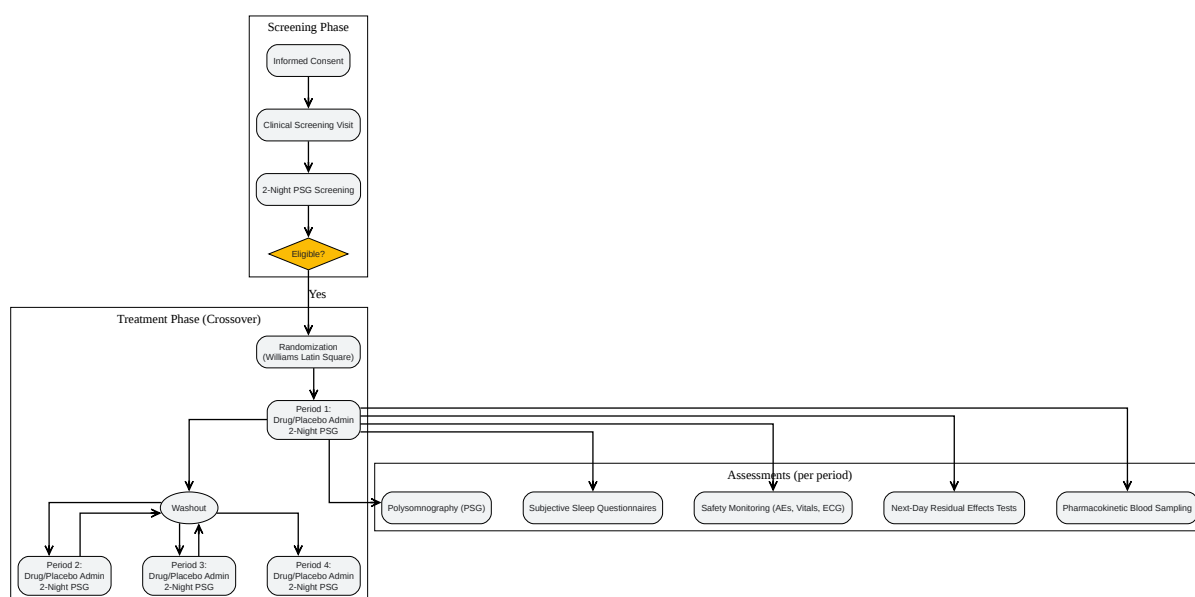 Screening Phase
Informed Consent
Clinical Screening Visit
2-Night PSG Screening
Eligible?
Yes
Treatment Phase (Crossover)
Randomization
(Williams Latin Square)
Period 1:
Drug/Placebo Admin
2-Night PSG
Assessments (per period)
Polysomnography (PSG)
Subjective Sleep Questionnaires
Safety Monitoring (AEs, Vitals, ECG)
Next-Day Residual Effects Tests
Pharmacokinetic Blood Sampling
Washout
Period 2:
Drug/Placebo Admin
2-Night PSG
Period 3:
Drug/Placebo Admin
2-Night PSG
Period 4:
Drug/Placebo Admin
2-Night PSG